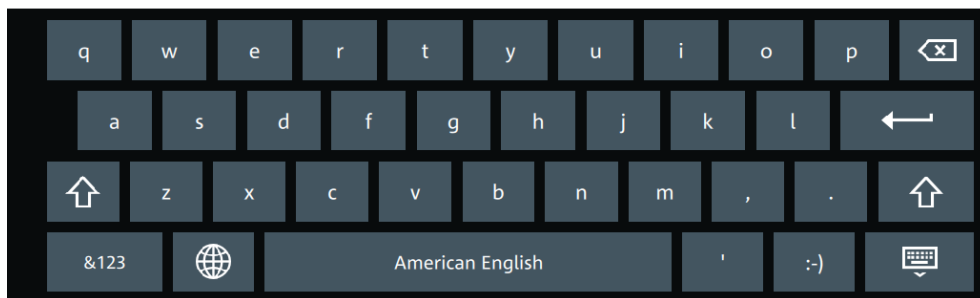 q w e r t y u i o p
a s d f g h j k l
z x c v b n m , .
&123 American English ' :-)